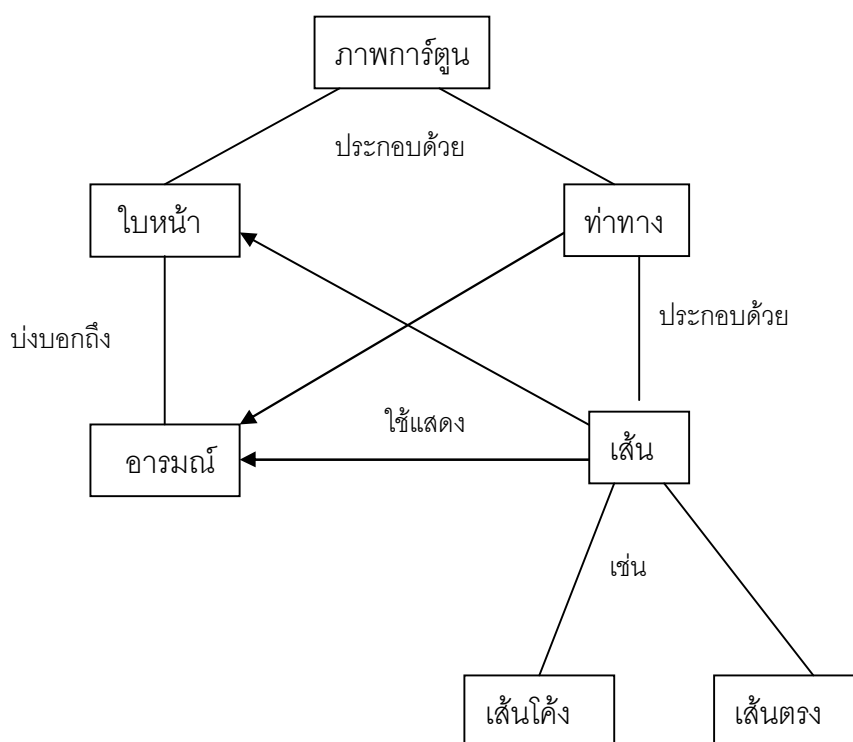 ภาพการ์ตูน
ประกอบด้วย
ใบหน้า
ท่าทาง
ประกอบด้วย
บ่งบอกถึง
ใช้แสดง
อารมณ์
เส้น
เช่น
เส้นโค้ง
เส้นตรง